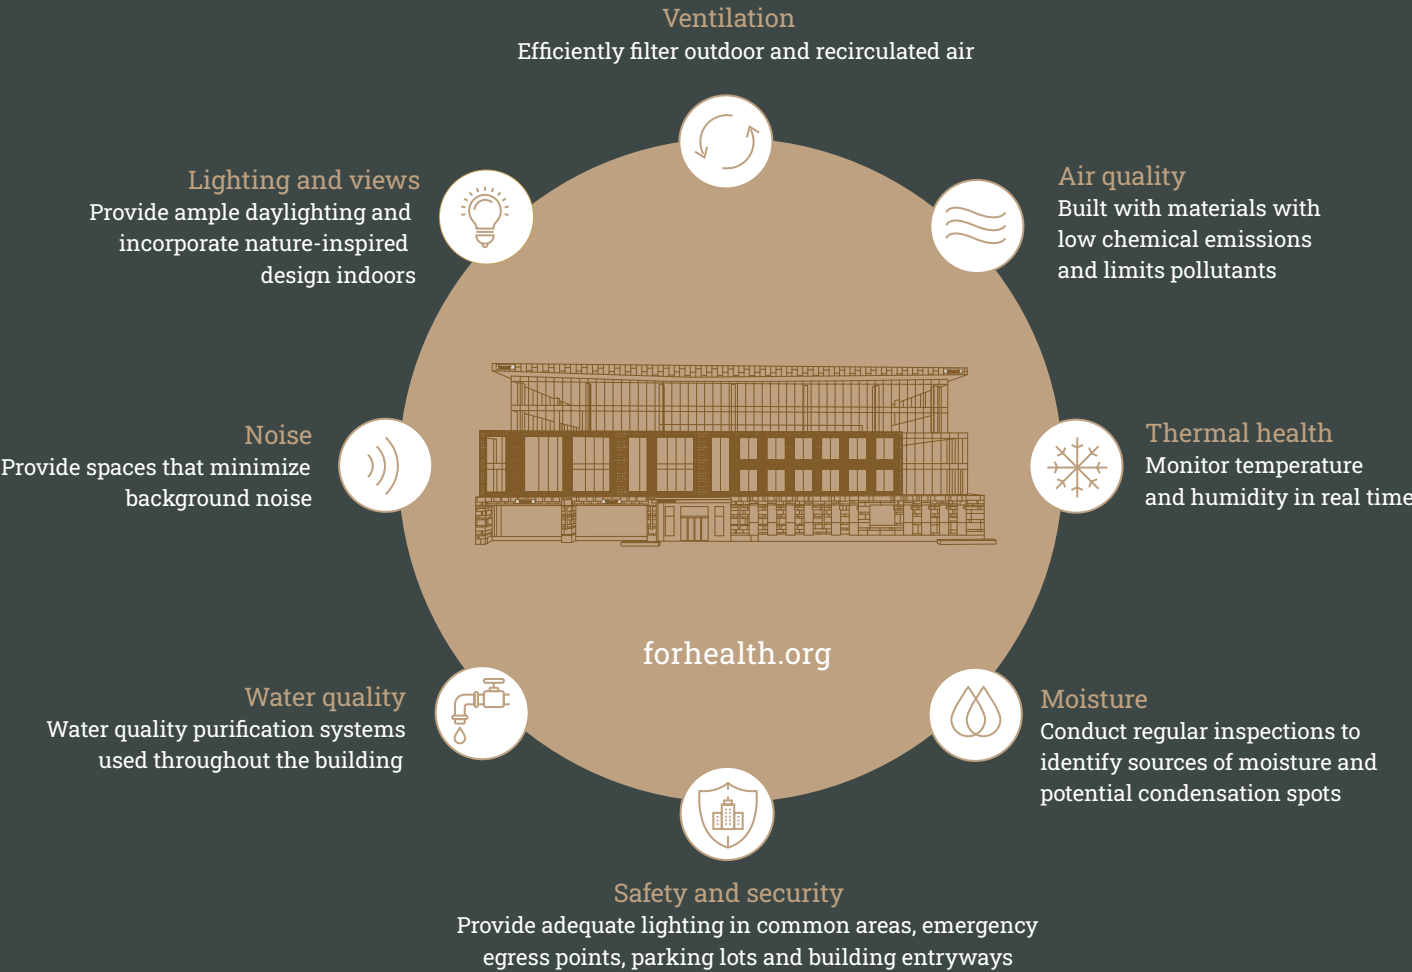 Ventilation
Efficiently filter outdoor and recirculated air
Lighting and views
Provide ample daylighting and
incorporate nature-inspired
design indoors
Air quality
Built with materials with
low chemical emissions
and limits pollutants
Noise
Provide spaces that minimize
background noise
Thermal health
Monitor temperature
and humidity in real time
forhealth.org
Water quality
Water quality purification systems
used throughout the building
Moisture
Conduct regular inspections to
identify sources of moisture and
potential condensation spots
Safety and security
Provide adequate lighting in common areas, emergency
egress points, parking lots and building entryways